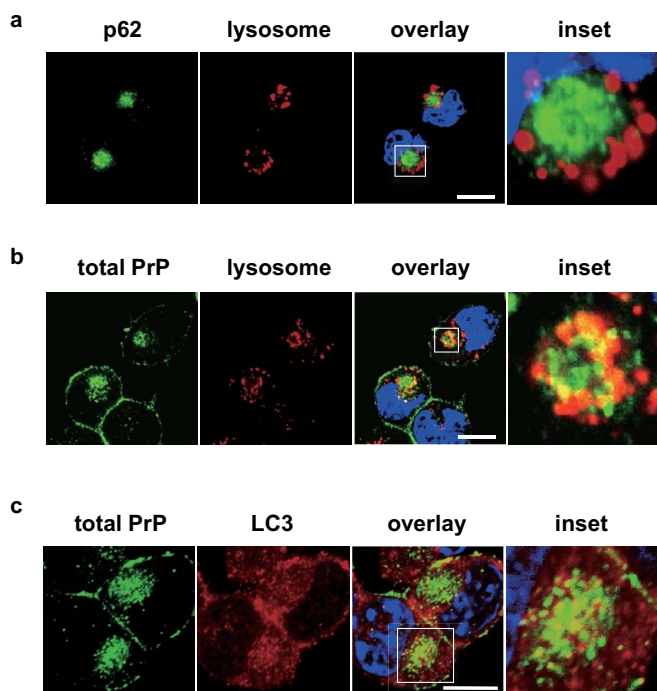 a
p62 lysosome overlay inset
b
total PrP lysosome overlay inset
c
total PrP LC3 overlay inset